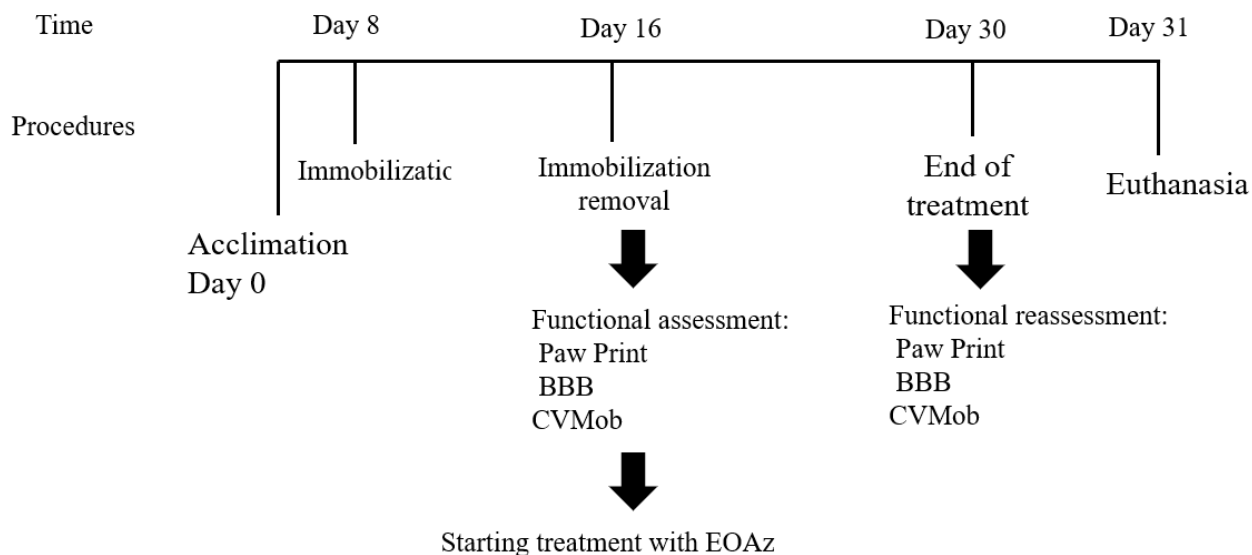 Time
Day 8
Day 16
Day 30
Day 31
Procedures
Immobilizatic
Immobilization
removal
End of
treatment
Euthanasia
Acclimation
Day 0
Functional assessment:
Paw Print
BBB
CVMob
Functional reassessment:
Paw Print
BBB
CVMob
Starting treatment with EOAz